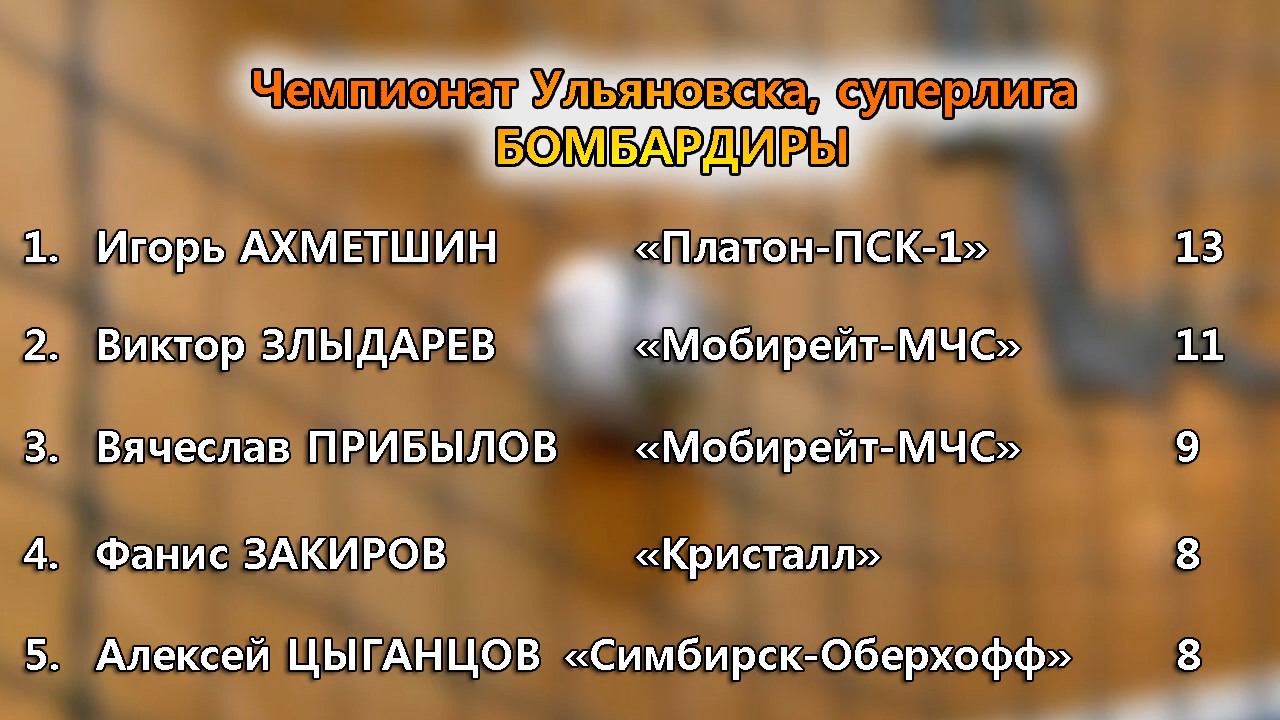 Чемпионат Ульяновска, суперлига
БОМБАРДИРЫ
1. Игорь АХМЕТШИН «Платон-ПСК-1» 13
2. Виктор ЗЛЫДАРЕВ «Мобирейт-МЧС» 11
3. Вячеслав ПРИБЫЛОВ «Мобирейт-МЧС» 9
4. Фанис ЗАКИРОВ «Кристалл» 8
5. Алексей ЦЫГАНЦОВ «Симбирск-Оберхофф» 8